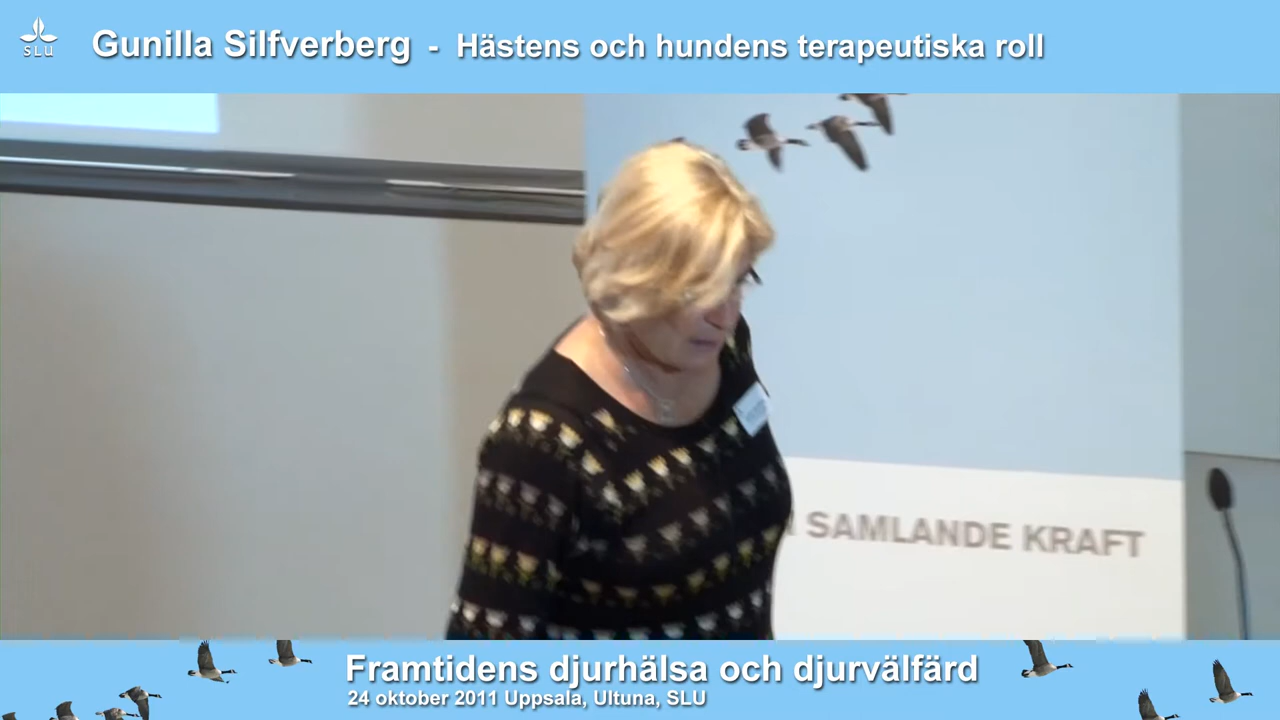 SLU
Gunilla Silfverberg - Hästens och hundens terapeutiska roll
SAMLANDE KRAFT
Framtidens djurhälsa och djurvälfärd
24 oktober 2011 Uppsala, Ultuna, SLU